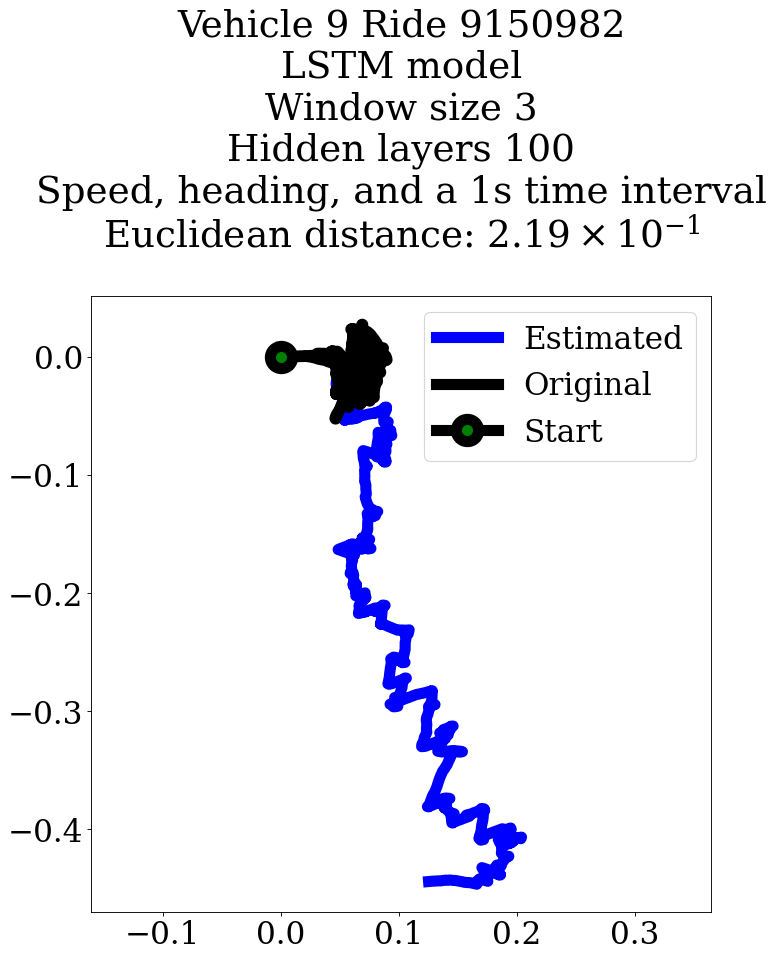 Vehicle 9 Ride 9150982
LSTM model
Window size 3
Hidden layers 100
Speed, heading, and a 1s time interval
Euclidean distance: 2.19 × 10⁻¹
Estimated
Original
Start
0.0
−0.1
−0.2
−0.3
−0.4
−0.1 0.0 0.1 0.2 0.3